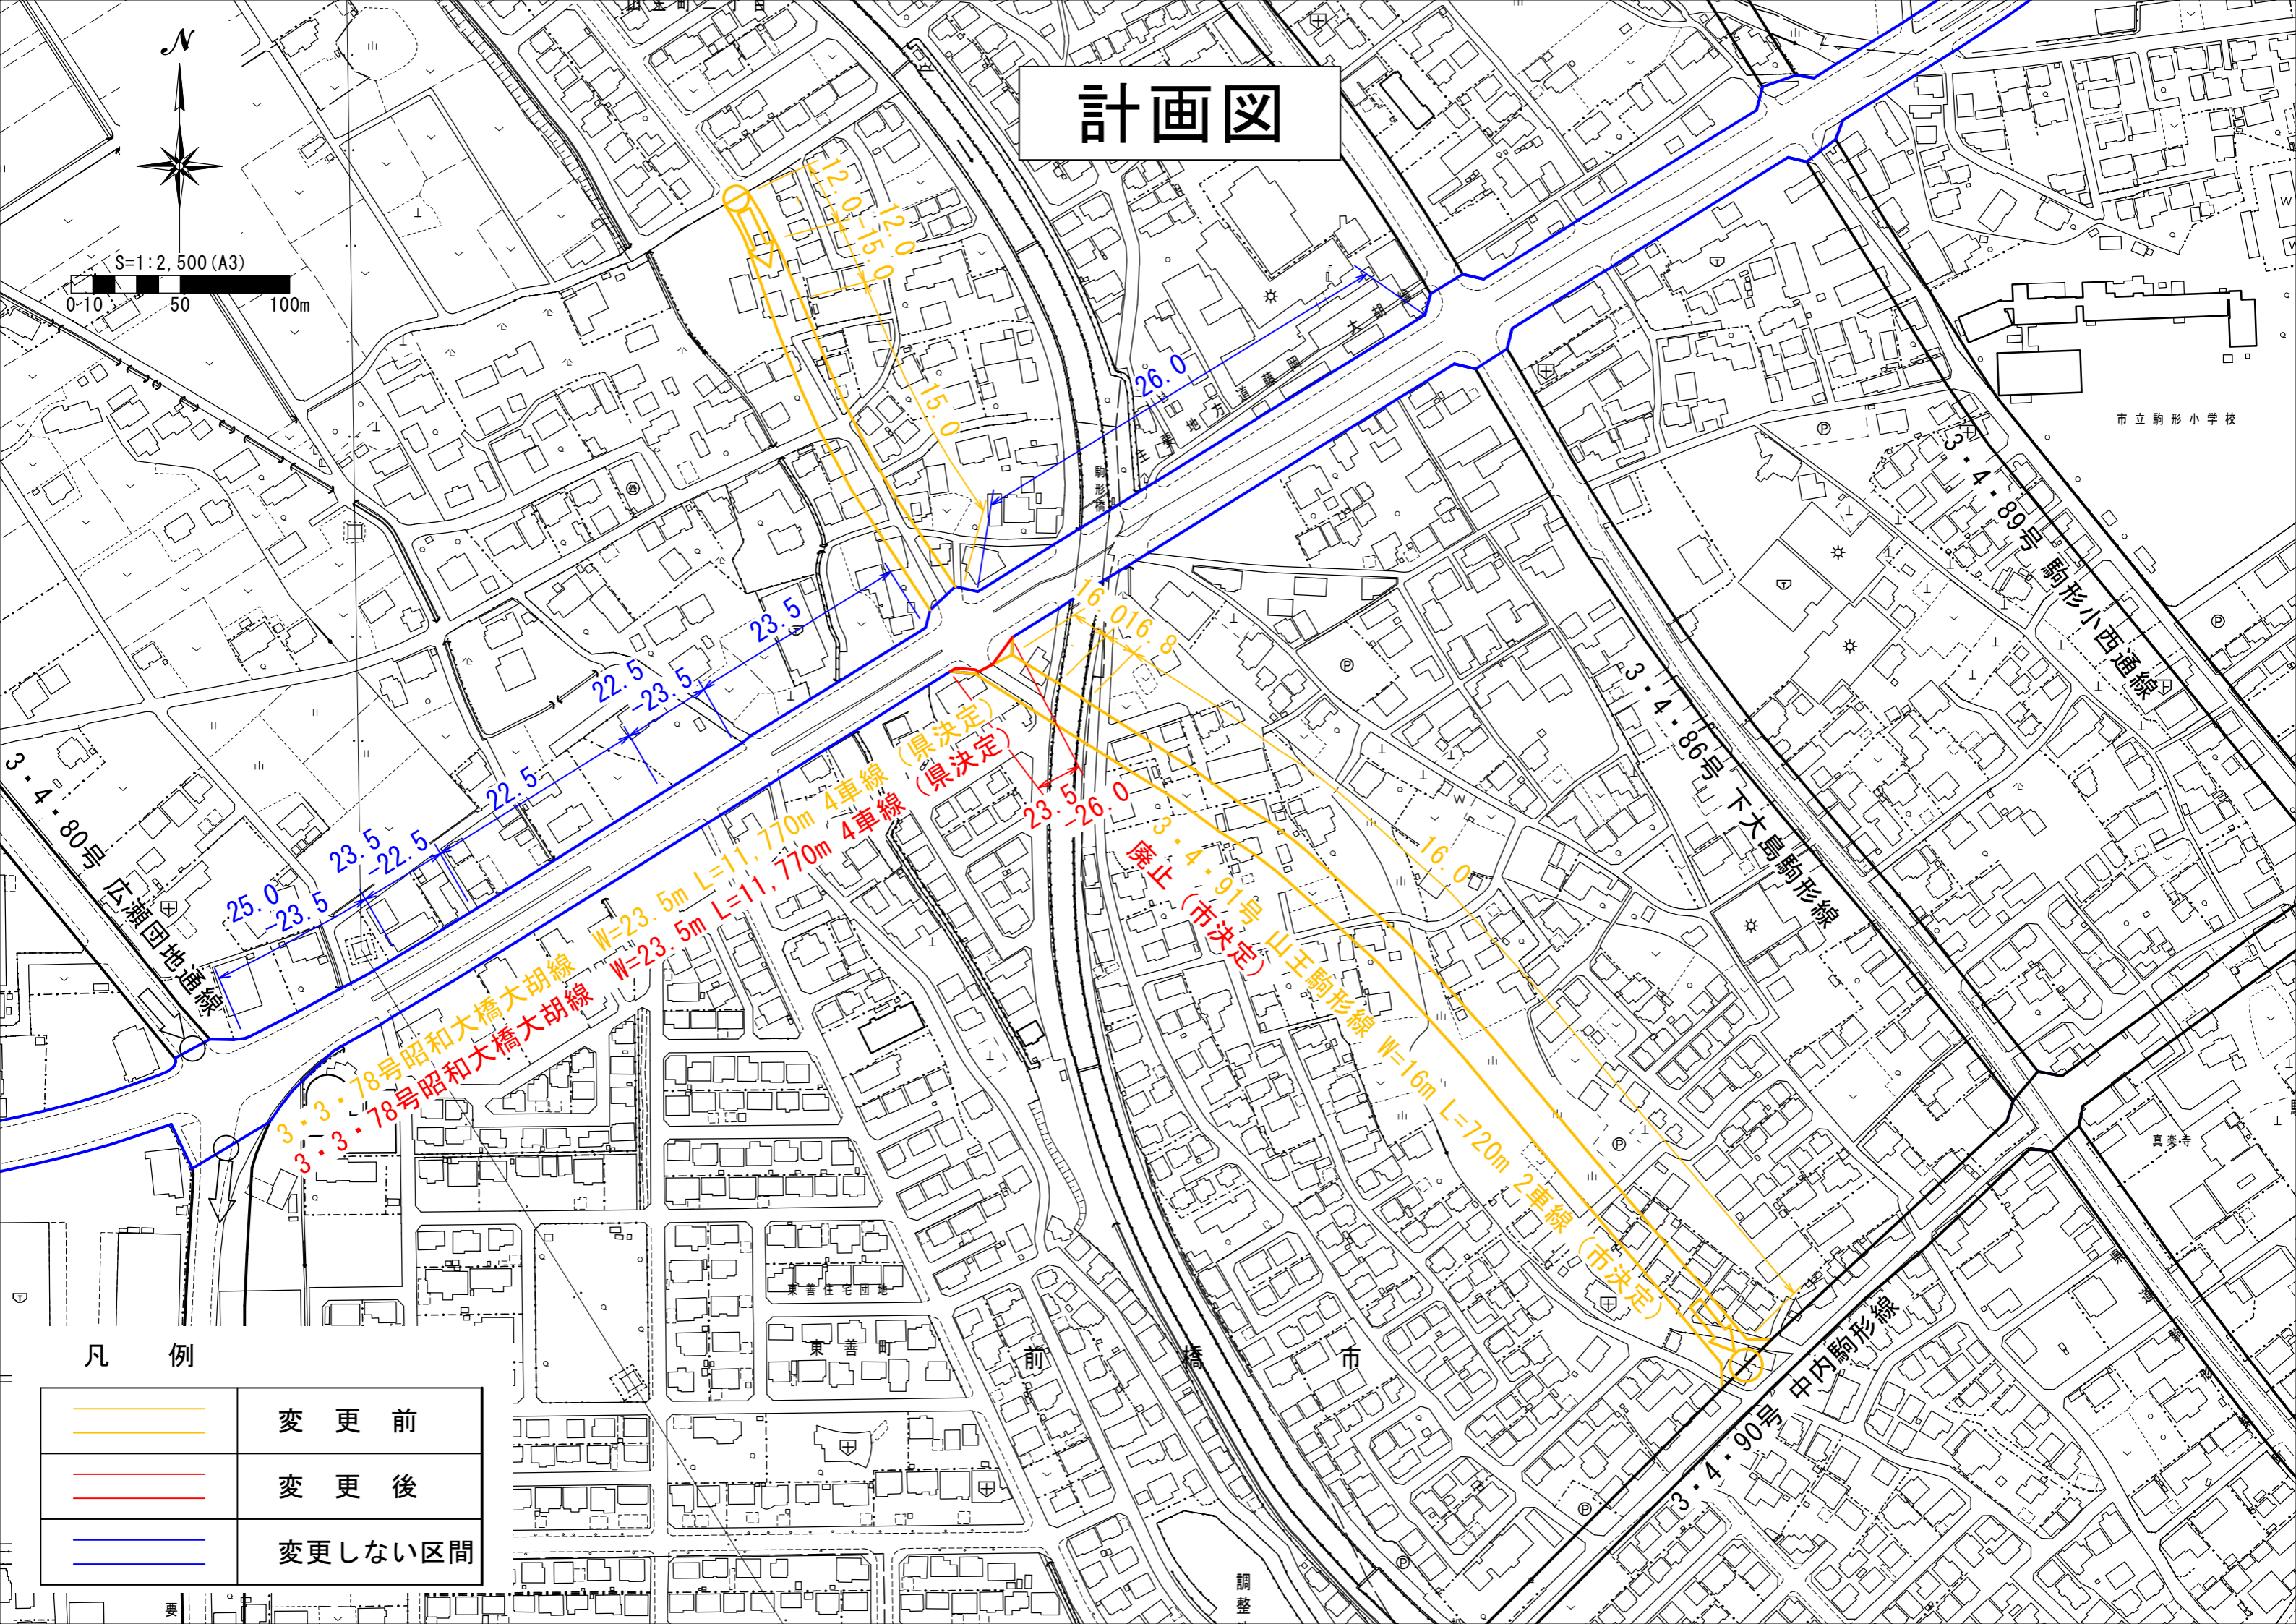 計画図
N
S=1:2,500(A3)
0 10 50 100m
12.0
-15.0
12.0
15.0
26.0
大胡
主要地方道藤岡
駒形橋
市立駒形小学校
3・4・89号 駒形小西通線
3・4・86号 下大島駒形線
16.0
16.8
23.5
22.5
-23.5
22.5
23.5
-22.5
25.0
-23.5
3・4・80号 広瀬団地通線
3・3・78号昭和大橋大胡線 W=23.5m L=11,770m 4車線（県決定）
3・3・78号昭和大橋大胡線 W=23.5m L=11,770m 4車線（県決定）
23.5
-26.0
廃止（市決定）
3・4・91号 山王駒形線 W=16m L=720m 2車線（市決定）
16.0
真楽寺
3・4・90号 中内駒形線
東善住宅団地
東善町
前橋市
調整
要
凡例
変更前
変更後
変更しない区間